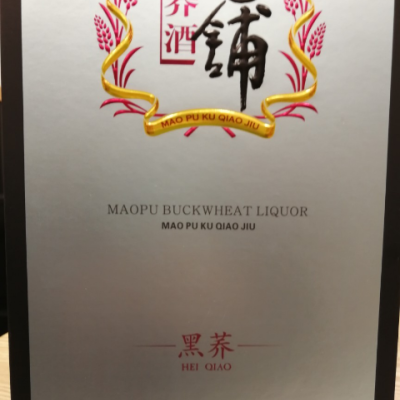 荞酒
铺
MAO PU KU QIAO JIU
MAOPU BUCKWHEAT LIQUOR
MAO PU KU QIAO JIU
黑荞
HEI QIAO